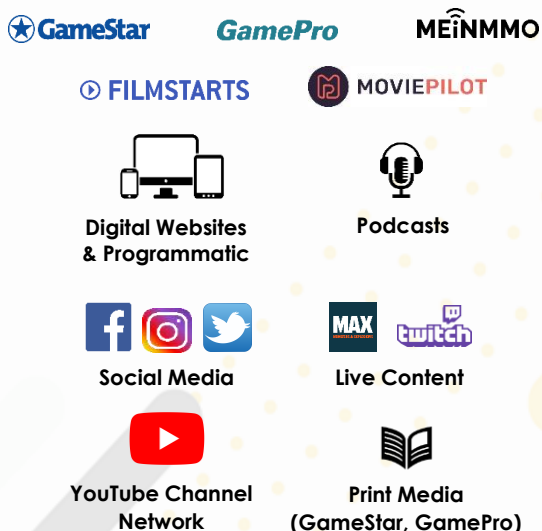 GameStar GamePro MEiNMMO
FILMSTARTS MOVIEPILOT
Digital Websites
& Programmatic
Podcasts
MAX
twitch
Social Media
Live Content
YouTube Channel
Network
Print Media
(GameStar, GamePro)